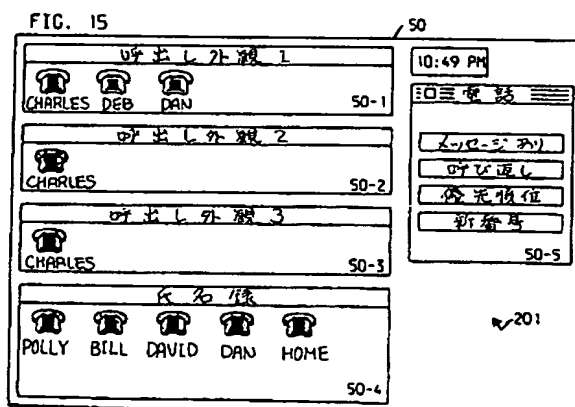 FIG. 15
50
呼出し外観 1
CHARLES DEB DAN
50-1
呼出し外観 2
CHARLES
50-2
呼出し外観 3
CHARLES
50-3
氏名録
POLLY BILL DAVID DAN HOME
50-4
10:49 PM
電話
メッセージあり
呼び返し
優先順位
新番号
50-5
201